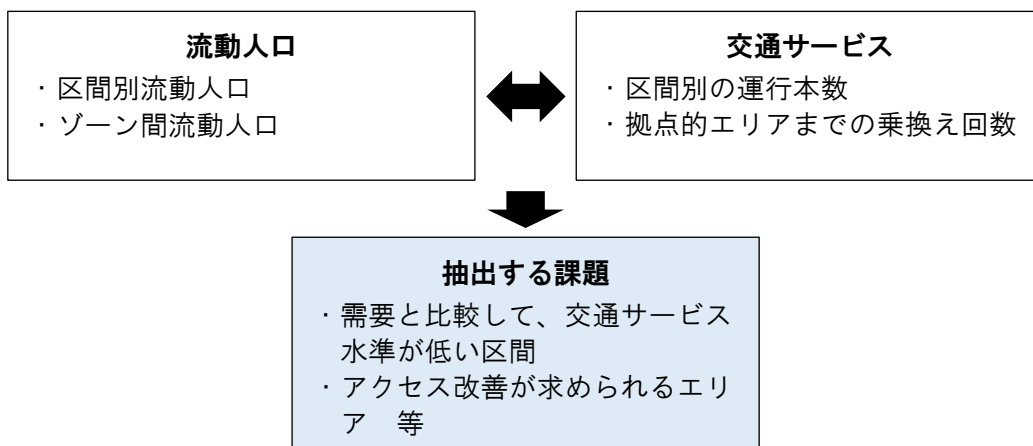 流動人口
・区間別流動人口
・ゾーン間流動人口
交通サービス
・区間別の運行本数
・拠点的エリアまでの乗換え回数
抽出する課題
・需要と比較して、交通サービス
水準が低い区間
・アクセス改善が求められるエリ
ア　等